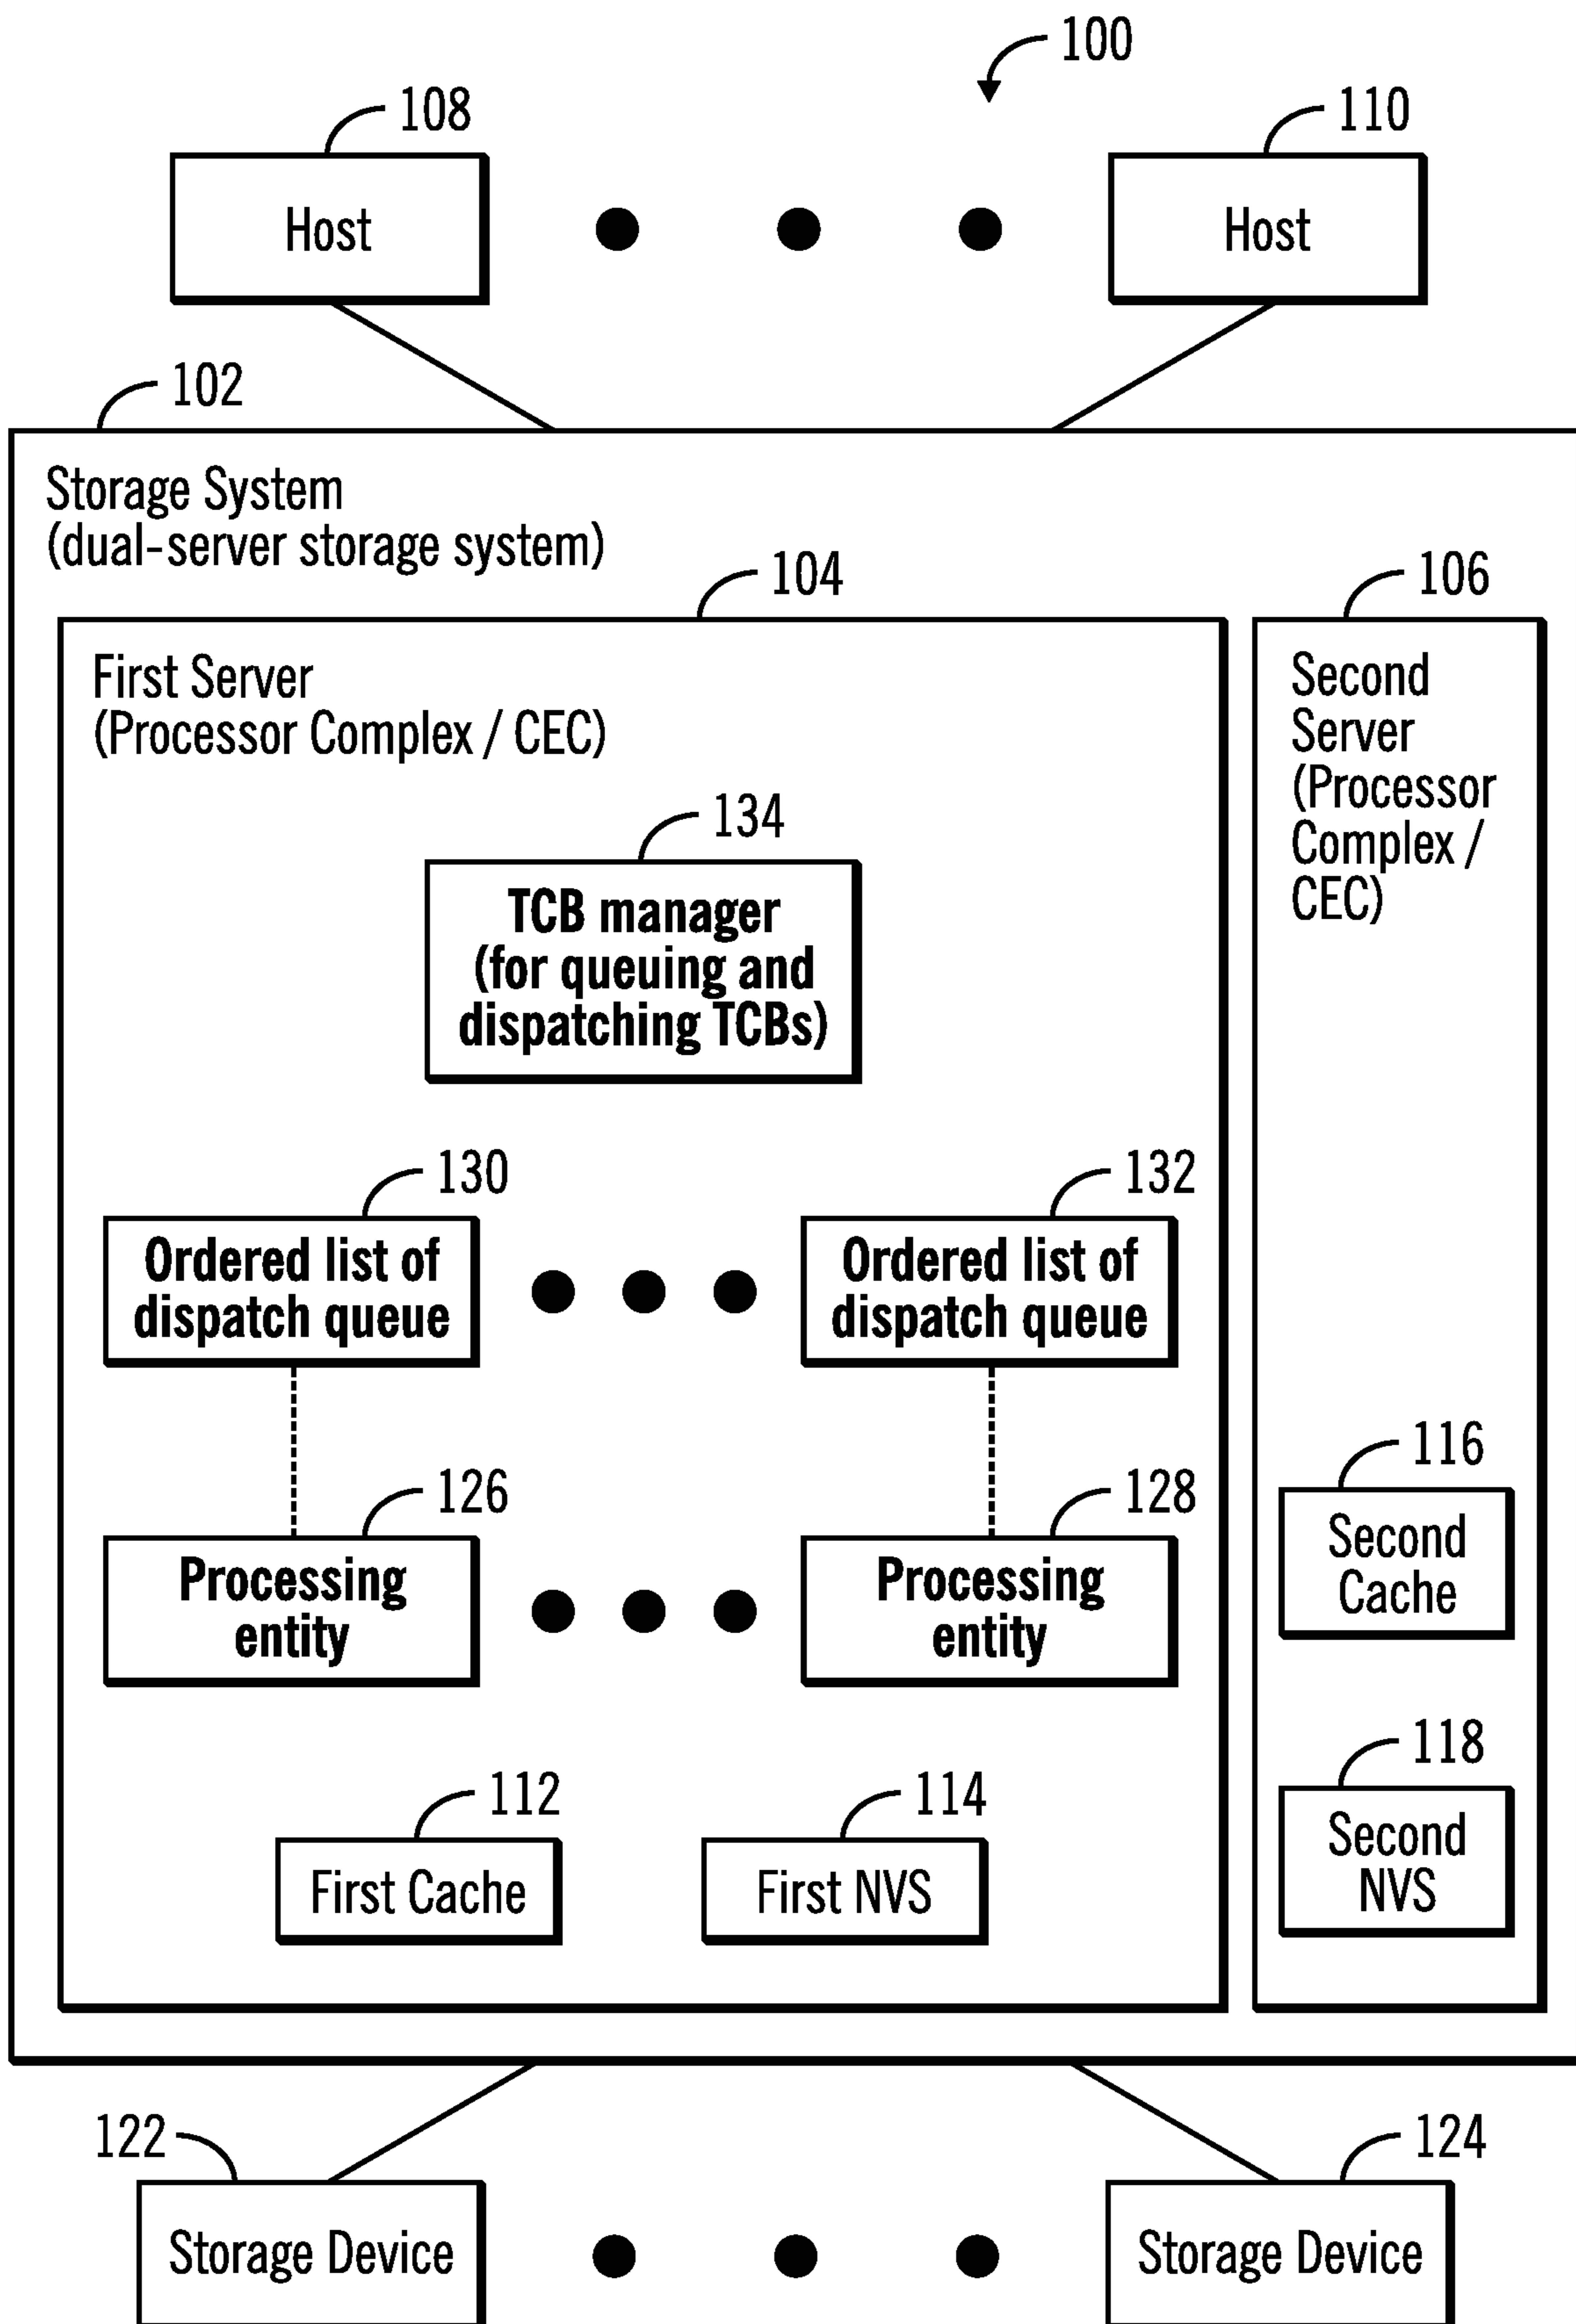 100
108
110
Host
Host
102
Storage System
(dual-server storage system)
104
106
First Server
(Processor Complex / CEC)
Second
Server
(Processor
Complex /
CEC)
134
TCB manager
(for queuing and
dispatching TCBs)
130
132
Ordered list of
dispatch queue
Ordered list of
dispatch queue
116
126
128
Processing
entity
Processing
entity
Second
Cache
118
112
114
First Cache
First NVS
Second
NVS
122
124
Storage Device
Storage Device